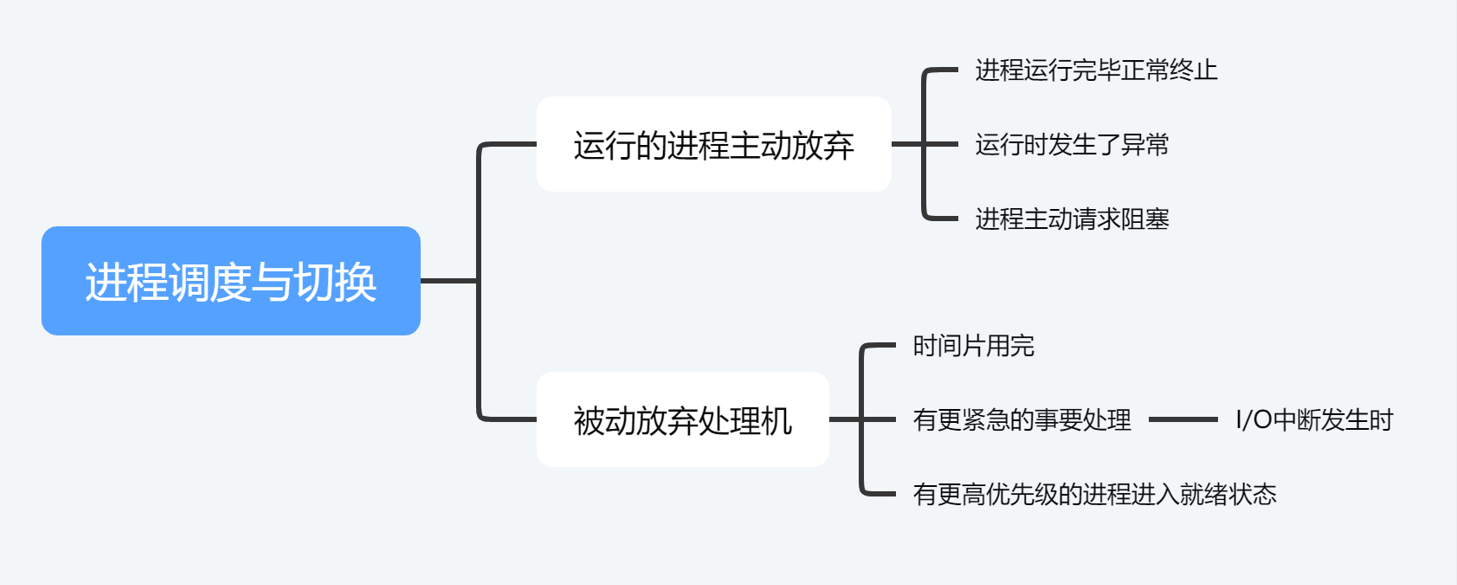 进程调度与切换
运行的进程主动放弃
进程运行完毕正常终止
运行时发生了异常
进程主动请求阻塞
被动放弃处理机
时间片用完
有更紧急的事要处理
I/O中断发生时
有更高优先级的进程进入就绪状态